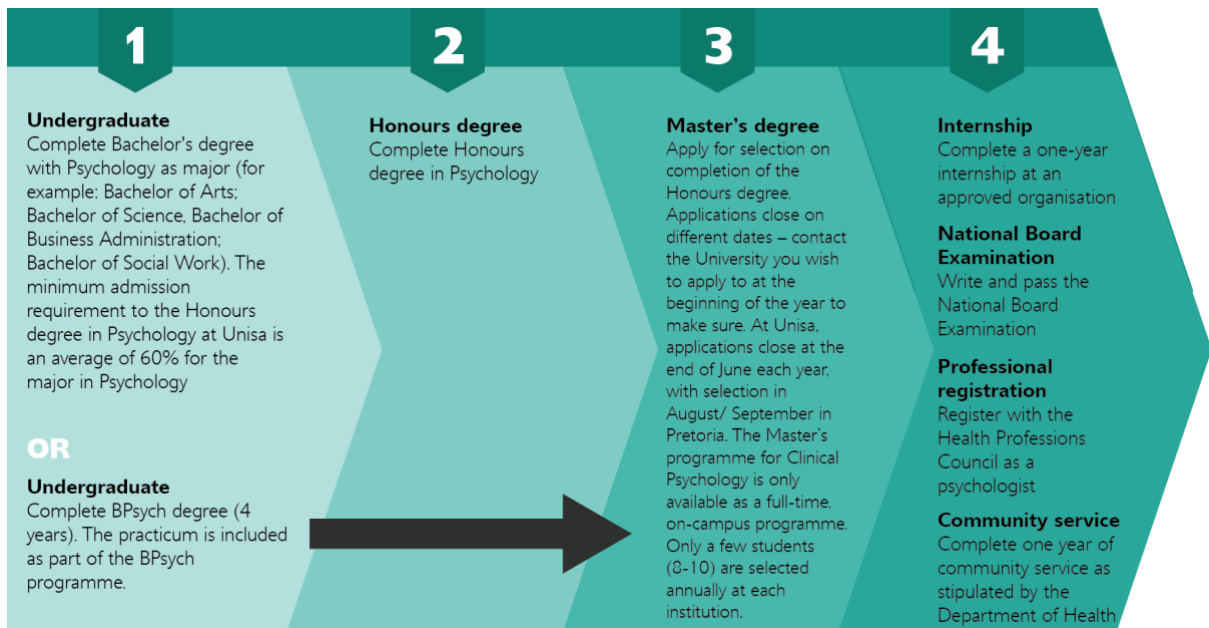 1
Undergraduate
Complete Bachelor's degree
with Psychology as major (for
example: Bachelor of Arts;
Bachelor of Science, Bachelor of
Business Administration;
Bachelor of Social Work). The
minimum admission
requirement to the Honours
degree in Psychology at Unisa is
an average of 60% for the
major in Psychology
OR
Undergraduate
Complete BPsych degree (4
years). The practicum is included
as part of the BPsych
programme.
2
Honours degree
Complete Honours
degree in Psychology
3
Master's degree
Apply for selection on
completion of the
Honours degree.
Applications close on
different dates – contact
the University you wish
to apply to at the
beginning of the year to
make sure. At Unisa,
applications close at the
end of June each year,
with selection in
August/ September in
Pretoria. The Master's
programme for Clinical
Psychology is only
available as a full-time,
on-campus programme.
Only a few students
(8-10) are selected
annually at each
institution.
4
Internship
Complete a one-year
internship at an
approved organisation
National Board
Examination
Write and pass the
National Board
Examination
Professional
registration
Register with the
Health Professions
Council as a
psychologist
Community service
Complete one year of
community service as
stipulated by the
Department of Health